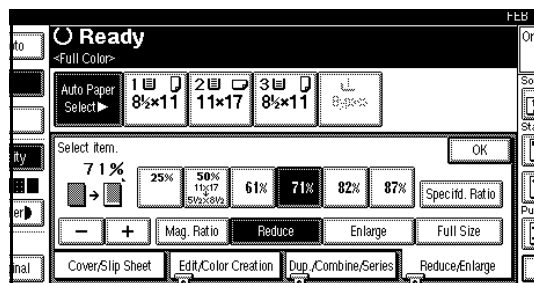 FEB
Ready
<Full Color>
Auto Paper Select▶
1 8½×11
2 11×17
3 8½×11
Bypass
Select item.
OK
71%
25%
50%
11×17
5½×8½
61%
71%
82%
87%
Specifd. Ratio
−
+
Mag. Ratio
Reduce
Enlarge
Full Size
Cover/Slip Sheet
Edit/Color Creation
Dup./Combine/Series
Reduce/Enlarge